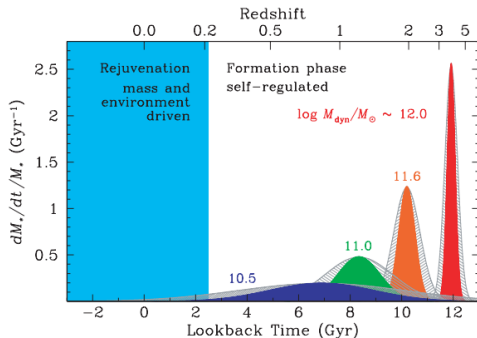 Redshift
0.0 0.2 0.5 1 2 3 5
Rejuvenation
mass and
environment
driven
Formation phase
self-regulated
log M_dyn/M_⊙ ~ 12.0
11.6
11.0
10.5
dM_*/dt/M_* (Gyr⁻¹)
2.5
2
1.5
1
0.5
−2 0 2 4 6 8 10 12
Lookback Time (Gyr)